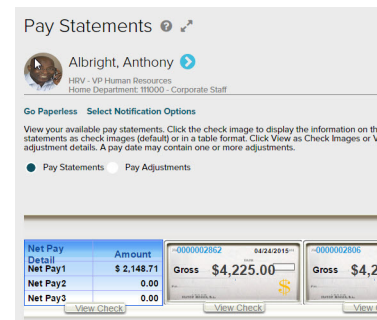 Pay Statements
Albright, Anthony
HRV - VP Human Resources
Home Department: 111000 - Corporate Staff
Go Paperless Select Notification Options
View your available pay statements. Click the check image to display the information on th
statements as check images (default) or in a table format. Click View as Check Images or V
adjustment details. A pay date may contain one or more adjustments.
Pay Statements Pay Adjustments
Net Pay Detail Amount
Net Pay1 $ 2,148.71
Net Pay2 0.00
Net Pay3 0.00
View Check
0000002862 04/24/2015
Gross $4,225.00
$
View Check
0000002806
Gross $4,2
View